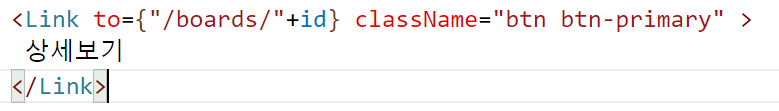 <Link to={"/boards/"+id} className="btn btn-primary" >
상세보기
</Link>